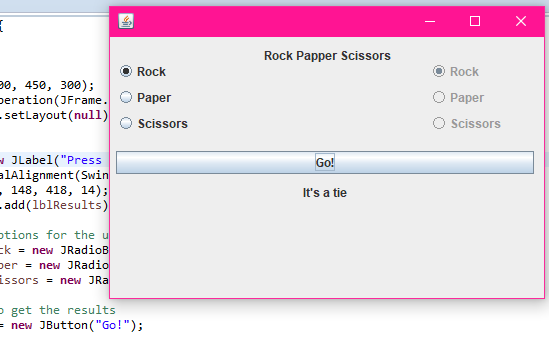 {
00, 450, 300);
peration(JFrame.
.setLayout(null)
w JLabel("Press
alAlignment(Swin
, 148, 418, 14);
.add(lblResults)
ptions for the u
ck = new JRadioB
per = new JRadio
issors = new JRa
o get the results
= new JButton("Go!");
Rock Papper Scissors
Rock
Rock
Paper
Paper
Scissors
Scissors
Go!
It's a tie